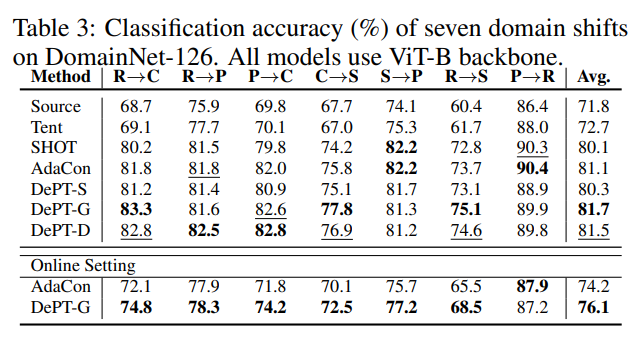 Table 3: Classification accuracy (%) of seven domain shifts
on DomainNet-126. All models use ViT-B backbone.
Method R→C R→P P→C C→S S→P R→S P→R Avg.
Source 68.7 75.9 69.8 67.7 74.1 60.4 86.4 71.8
Tent 69.1 77.7 70.1 67.0 75.3 61.7 88.0 72.7
SHOT 80.2 81.5 79.8 74.2 82.2 72.8 90.3 80.1
AdaCon 81.8 81.8 82.0 75.8 82.2 73.7 90.4 81.1
DePT-S 81.2 81.4 80.9 75.1 81.7 73.1 88.9 80.3
DePT-G 83.3 81.6 82.6 77.8 81.3 75.1 89.9 81.7
DePT-D 82.8 82.5 82.8 76.9 81.2 74.6 89.8 81.5
Online Setting
AdaCon 72.1 77.9 71.8 70.1 75.7 65.5 87.9 74.2
DePT-G 74.8 78.3 74.2 72.5 77.2 68.5 87.2 76.1